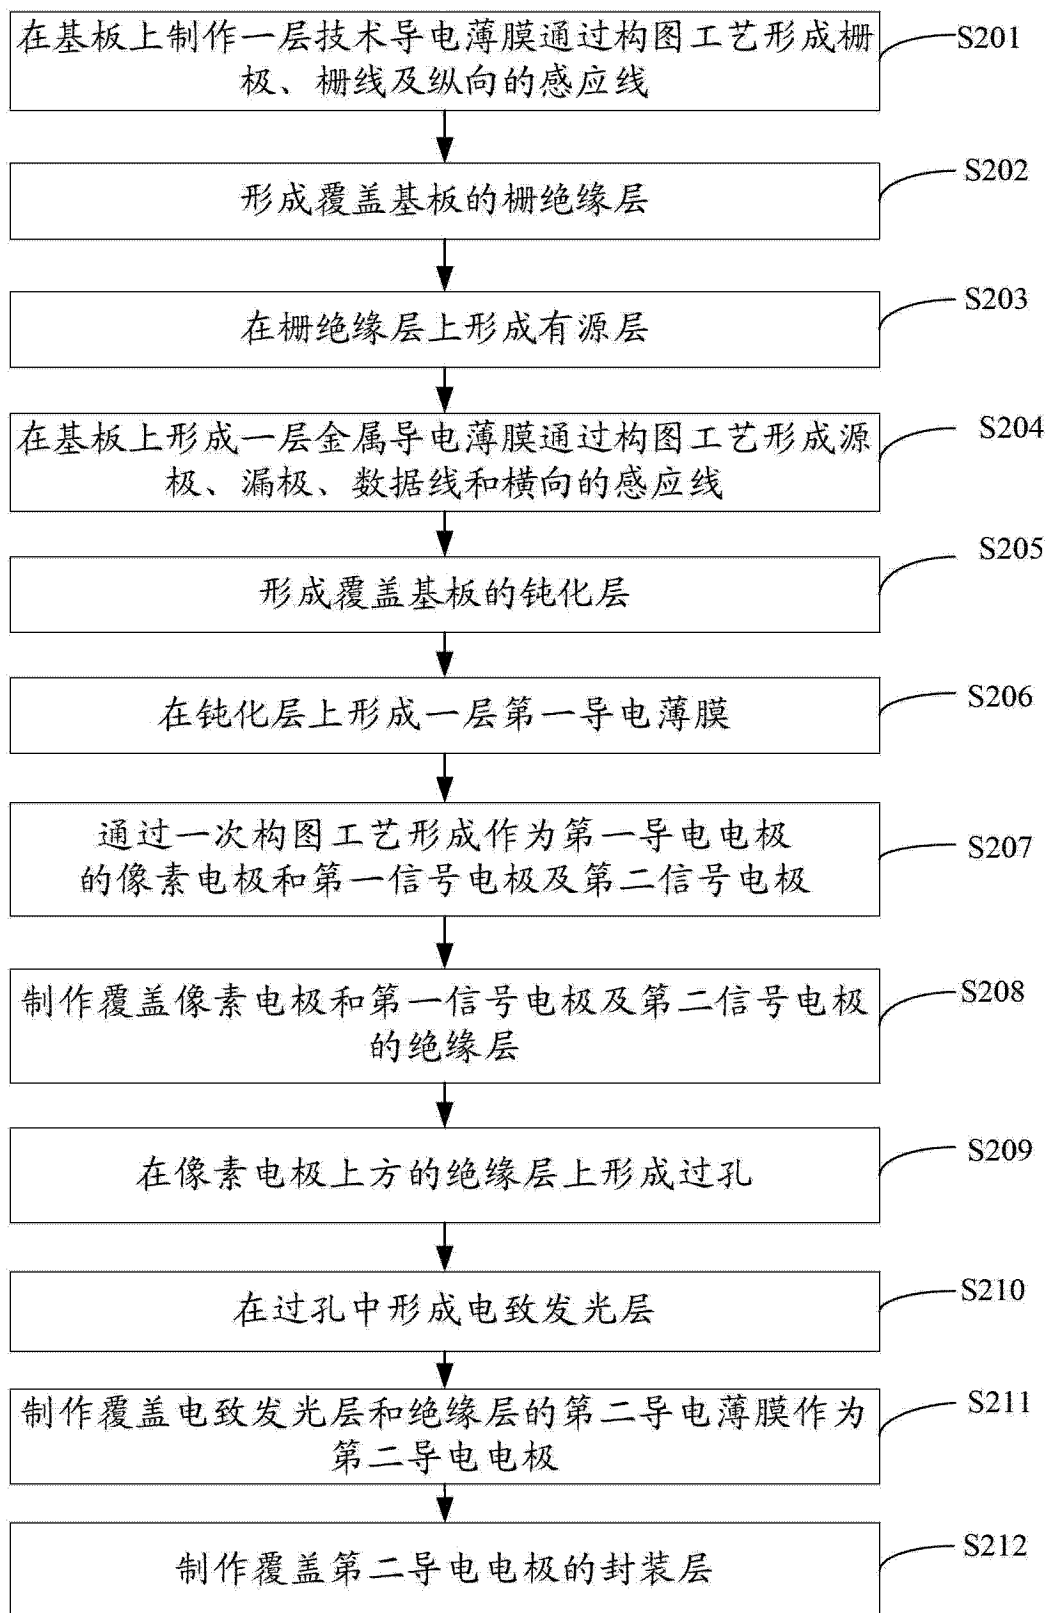 在基板上制作一层技术导电薄膜通过构图工艺形成栅
极、栅线及纵向的感应线
S201
形成覆盖基板的栅绝缘层
S202
在栅绝缘层上形成有源层
S203
在基板上形成一层金属导电薄膜通过构图工艺形成源
极、漏极、数据线和横向的感应线
S204
形成覆盖基板的钝化层
S205
在钝化层上形成一层第一导电薄膜
S206
通过一次构图工艺形成作为第一导电电极
的像素电极和第一信号电极及第二信号电极
S207
制作覆盖像素电极和第一信号电极及第二信号电极
的绝缘层
S208
在像素电极上方的绝缘层上形成过孔
S209
在过孔中形成电致发光层
S210
制作覆盖电致发光层和绝缘层的第二导电薄膜作为
第二导电电极
S211
制作覆盖第二导电电极的封装层
S212